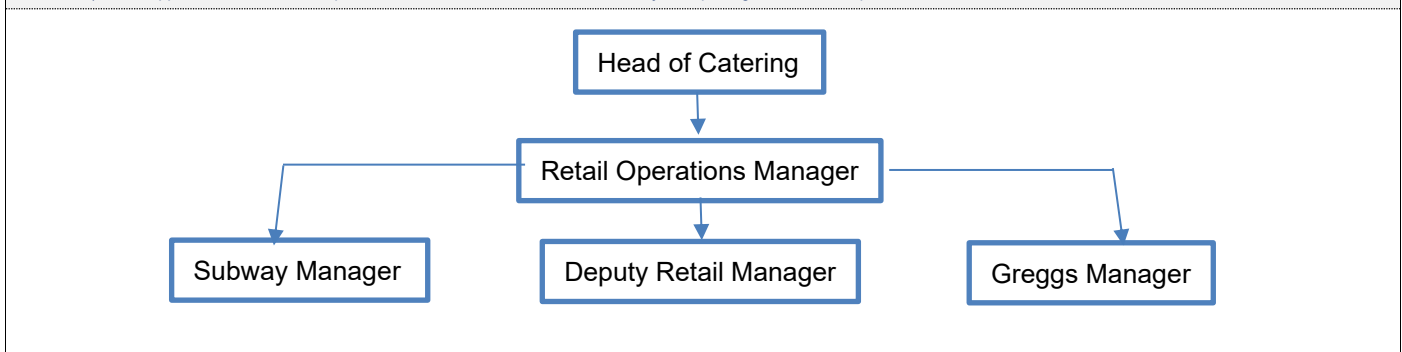 Head of Catering
Retail Operations Manager
Subway Manager
Deputy Retail Manager
Greggs Manager